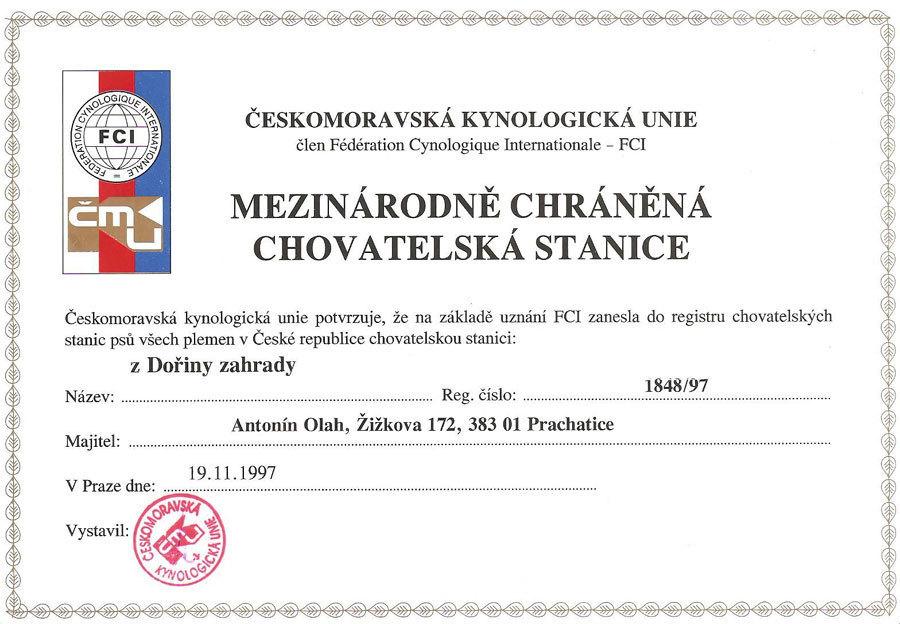 FEDERATION CYNOLOGIQUE INTERNATIONALE
FCI
čmu
ČESKOMORAVSKÁ KYNOLOGICKÁ UNIE
člen Fédération Cynologique Internationale – FCI
MEZINÁRODNĚ CHRÁNĚNÁ
CHOVATELSKÁ STANICE
Českomoravská kynologická unie potvrzuje, že na základě uznání FCI zanesla do registru chovatelských
stanic psů všech plemen v České republice chovatelskou stanici:
z Dořiny zahrady
Název: Reg. číslo: 1848/97
Antonín Olah, Žižkova 172, 383 01 Prachatice
Majitel:
19.11.1997
V Praze dne:
Vystavil:
ČESKOMORAVSKÁ KYNOLOGICKÁ UNIE
čmu